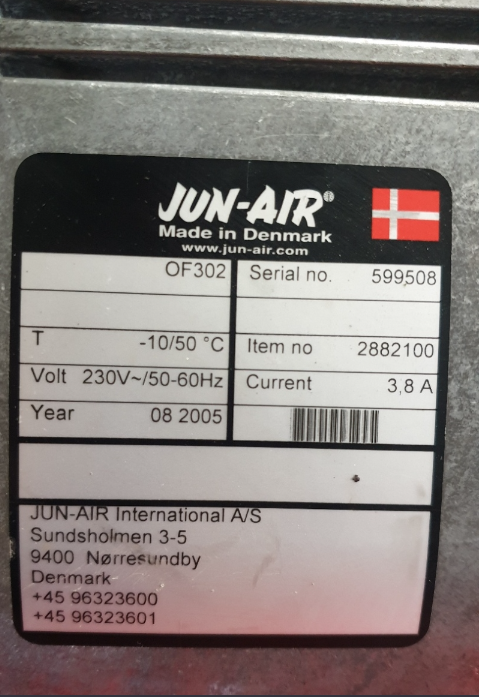 JUN-AIR®
Made in Denmark
www.jun-air.com
OF302
Serial no. 599508
T -10/50 °C
Item no 2882100
Volt 230V~/50-60Hz
Current 3,8 A
Year 08 2005
JUN-AIR International A/S
Sundsholmen 3-5
9400 Nørresundby
Denmark
+45 96323600
+45 96323601